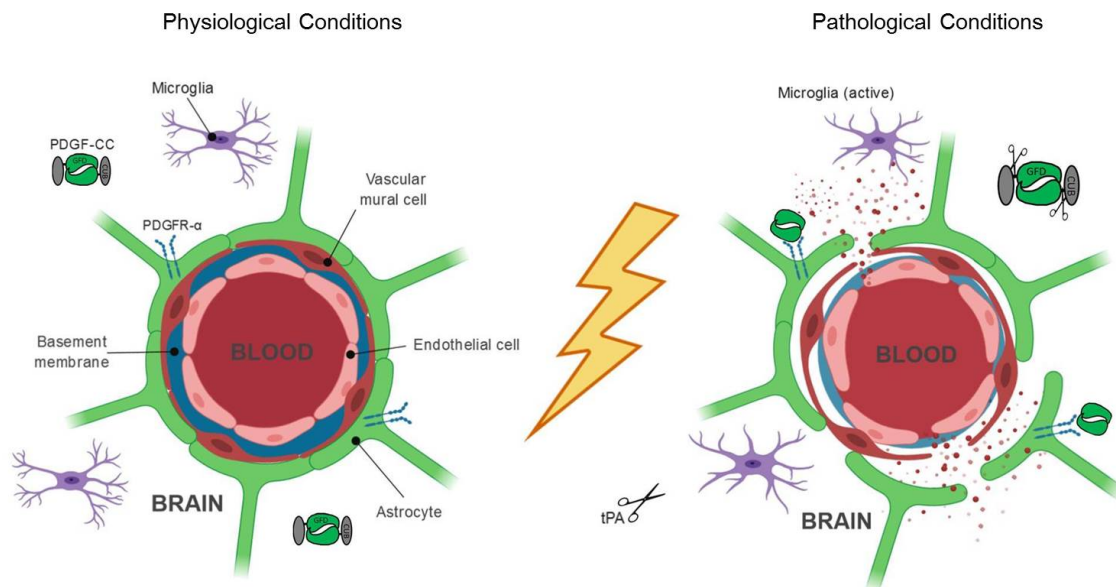 Physiological Conditions
Pathological Conditions
Microglia
PDGF-CC
GFD
CUB
Vascular
mural cell
PDGFR-α
Basement
membrane
BLOOD
Endothelial cell
BRAIN
Astrocyte
GFD
CUB
Microglia (active)
GFD
CUB
BLOOD
tPA
BRAIN